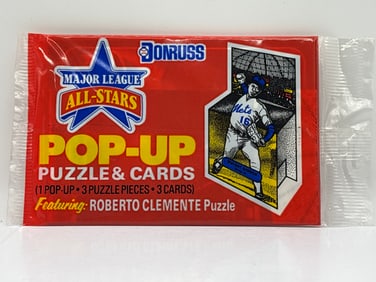 DONRUSS
MAJOR LEAGUE
ALL-STARS
Mets
16
POP-UP
PUZZLE & CARDS
(1 POP-UP • 3 PUZZLE PIECES • 3 CARDS)
Featuring: ROBERTO CLEMENTE Puzzle